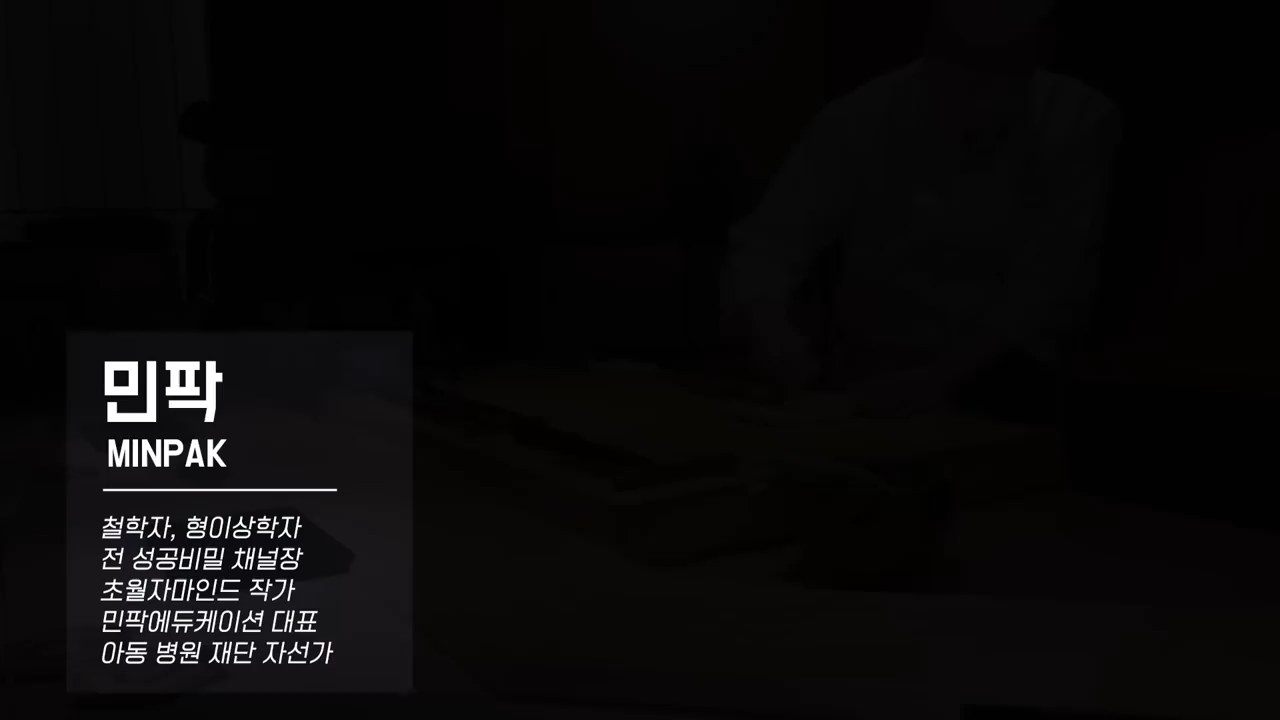 민팍
MINPAK
철학자, 형이상학자
전 성공비밀 채널장
초월자마인드 작가
민팍에듀케이션 대표
아동 병원 재단 자선가